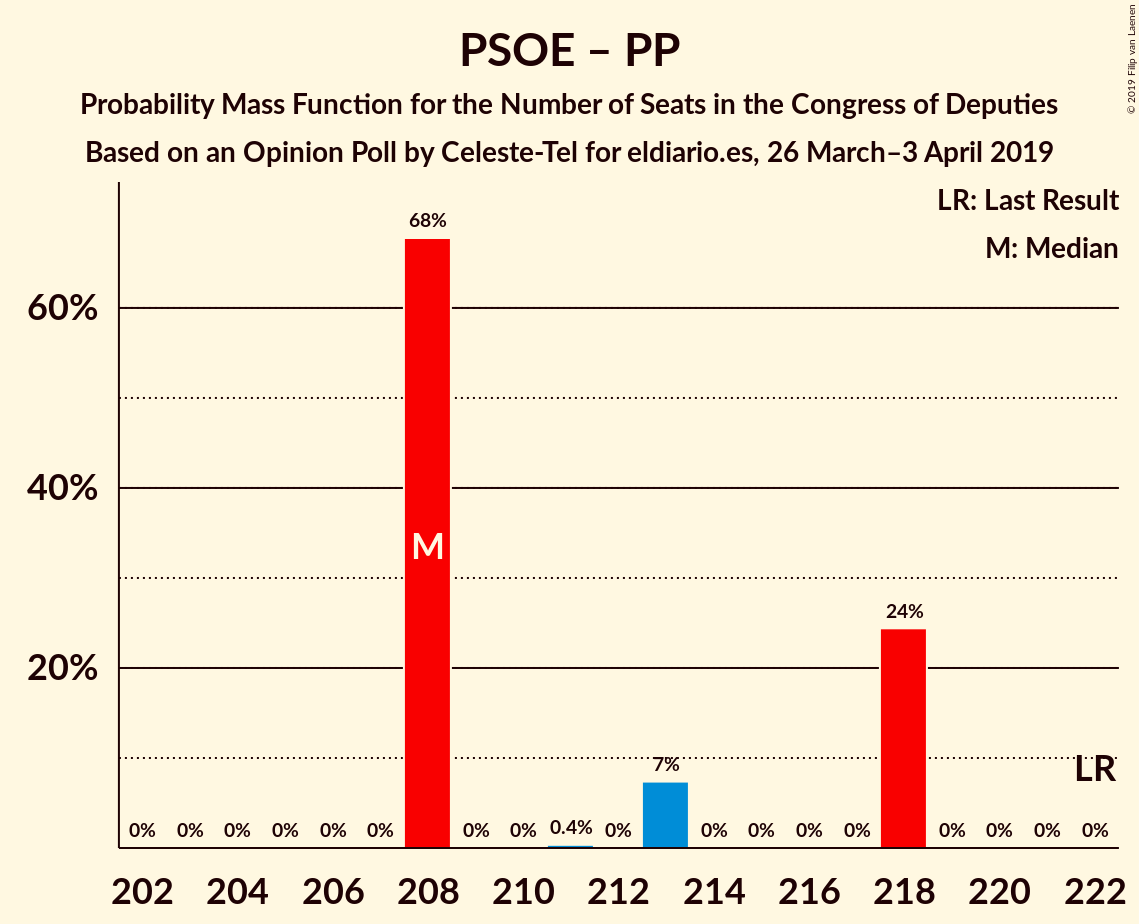 PSOE – PP
Probability Mass Function for the Number of Seats in the Congress of Deputies
Based on an Opinion Poll by Celeste-Tel for eldiario.es, 26 March–3 April 2019
© 2019 Filip van Laenen
LR: Last Result
M: Median
68%
60%
40%
M
24%
20%
7%
LR
0% 0% 0% 0% 0% 0% 0% 0% 0.4% 0% 0% 0% 0% 0% 0% 0% 0% 0%
202 204 206 208 210 212 214 216 218 220 222